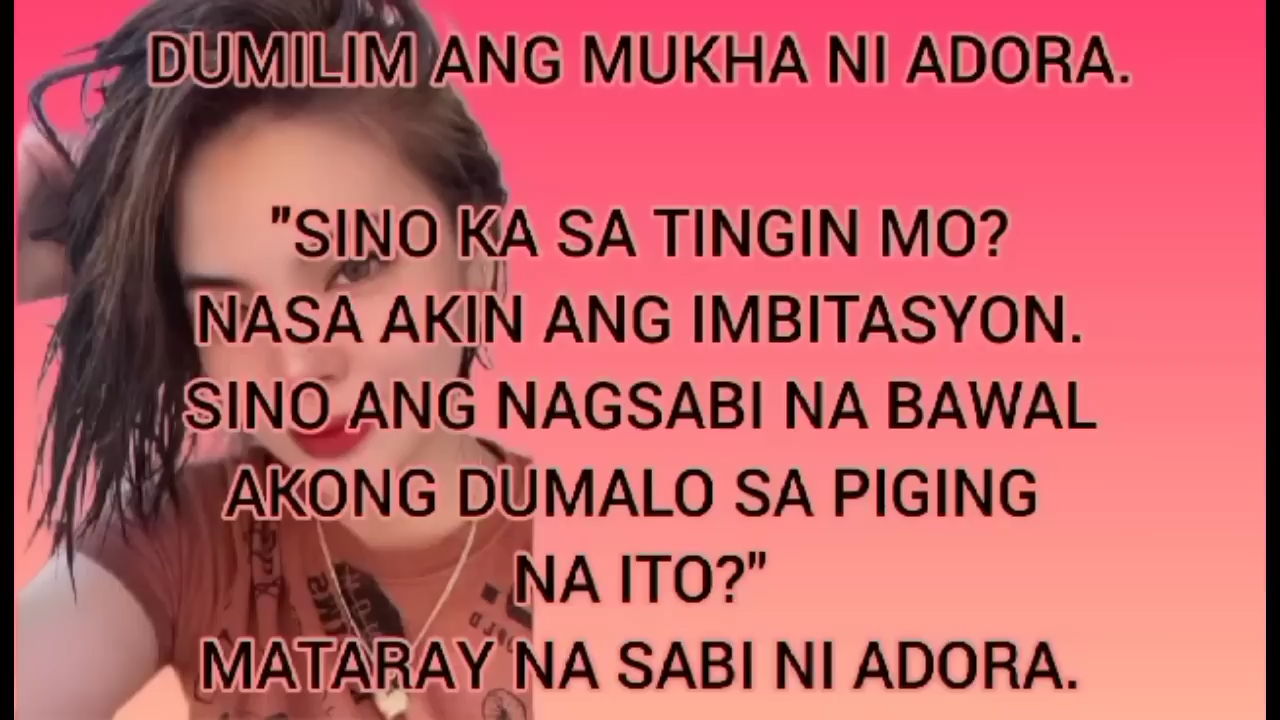 DUMILIM ANG MUKHA NI ADORA.
"SINO KA SA TINGIN MO?
NASA AKIN ANG IMBITASYON.
SINO ANG NAGSABI NA BAWAL
AKONG DUMALO SA PIGING
NA ITO?"
MATARAY NA SABI NI ADORA.